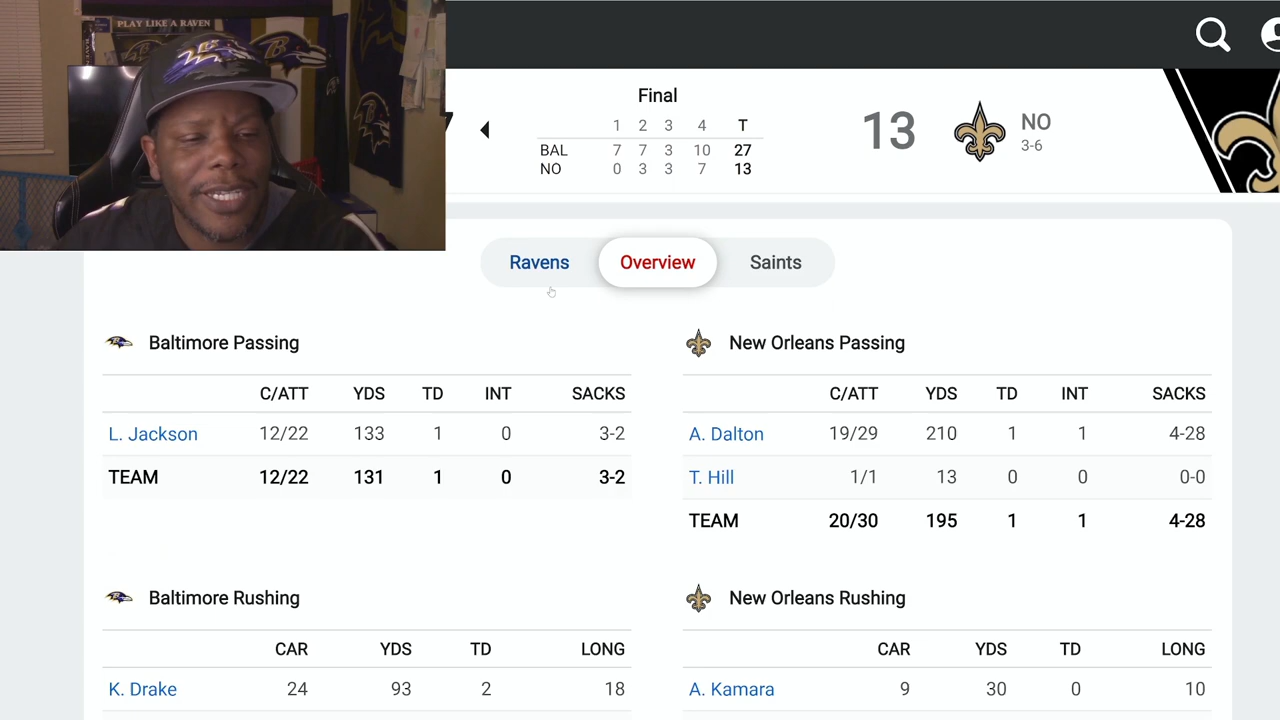 PLAY LIKE A RAVEN
Final
1 2 3 4 T
BAL 7 7 3 10 27
NO 0 3 3 7 13
13
NO
3-6
Ravens Overview Saints
Baltimore Passing
C/ATT YDS TD INT SACKS
L. Jackson 12/22 133 1 0 3-2
TEAM 12/22 131 1 0 3-2
New Orleans Passing
C/ATT YDS TD INT SACKS
A. Dalton 19/29 210 1 1 4-28
T. Hill 1/1 13 0 0 0-0
TEAM 20/30 195 1 1 4-28
Baltimore Rushing
CAR YDS TD LONG
K. Drake 24 93 2 18
New Orleans Rushing
CAR YDS TD LONG
A. Kamara 9 30 0 10